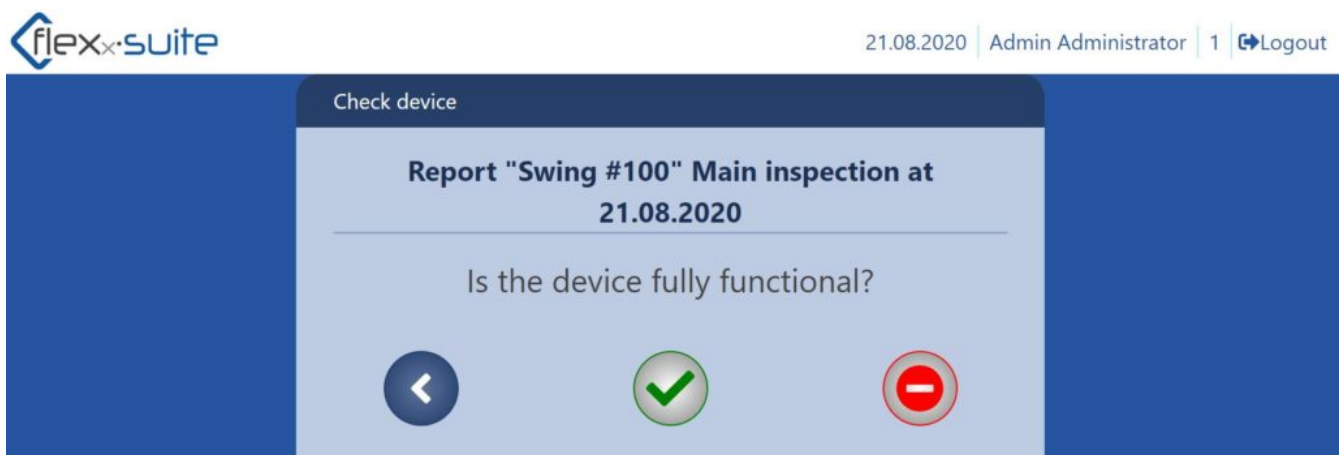 flexx·suite
21.08.2020 Admin Administrator 1 Logout
Check device
Report "Swing #100" Main inspection at
21.08.2020
Is the device fully functional?